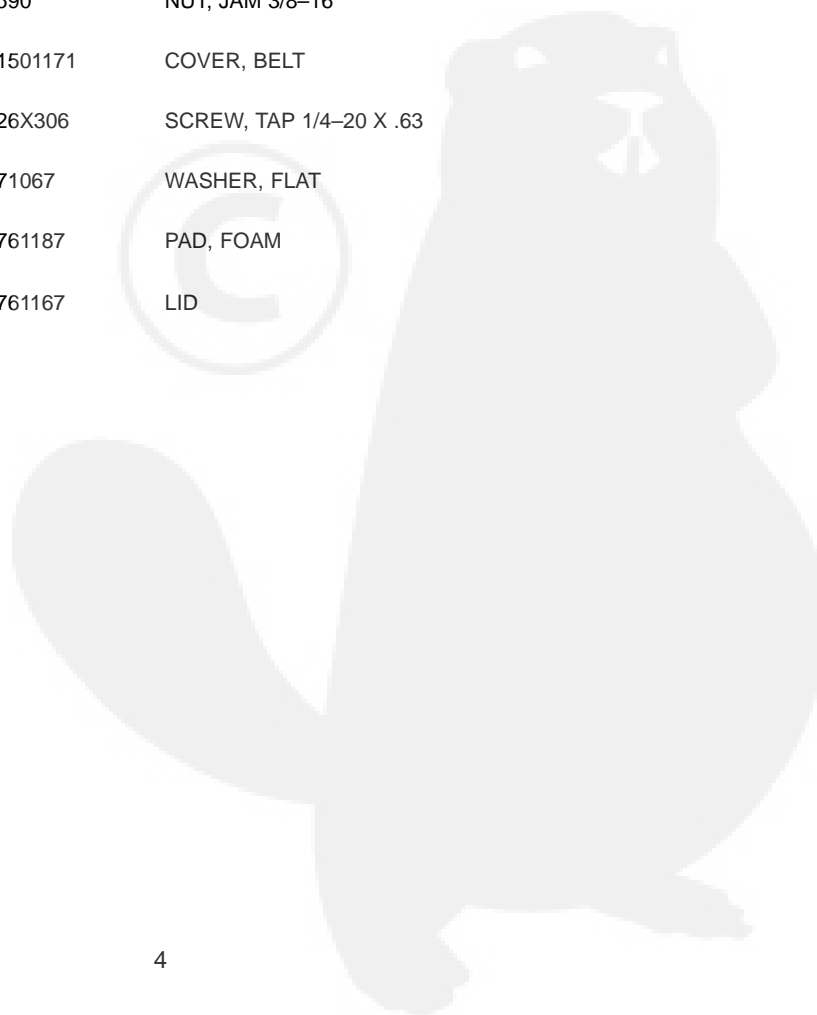 590 NUT, JAM 3/8–16
1501171 COVER, BELT
26X306 SCREW, TAP 1/4–20 X .63
71067 WASHER, FLAT
761187 PAD, FOAM
761167 LID
©
4